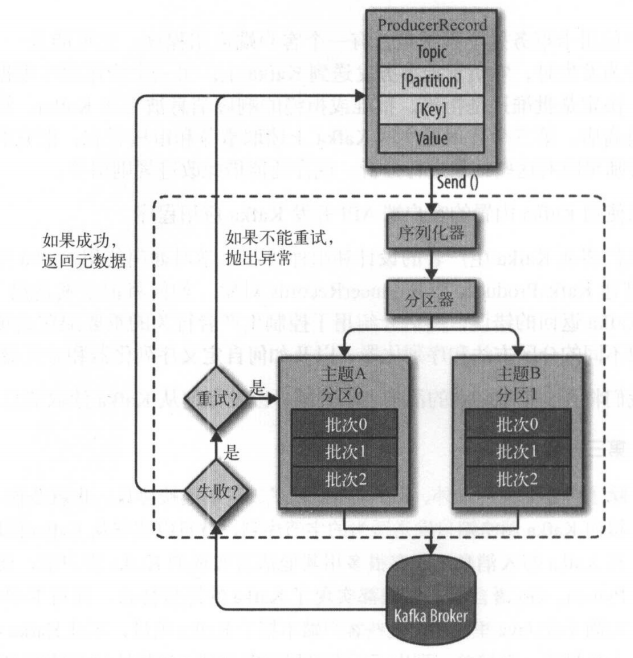 ProducerRecord
Topic
[Partition]
[Key]
Value
Send ()
如果成功，
返回元数据
如果不能重试，
抛出异常
序列化器
分区器
重试?
是
主题A
分区0
批次0
批次1
批次2
主题B
分区1
批次0
批次1
批次2
是
失败?
Kafka Broker